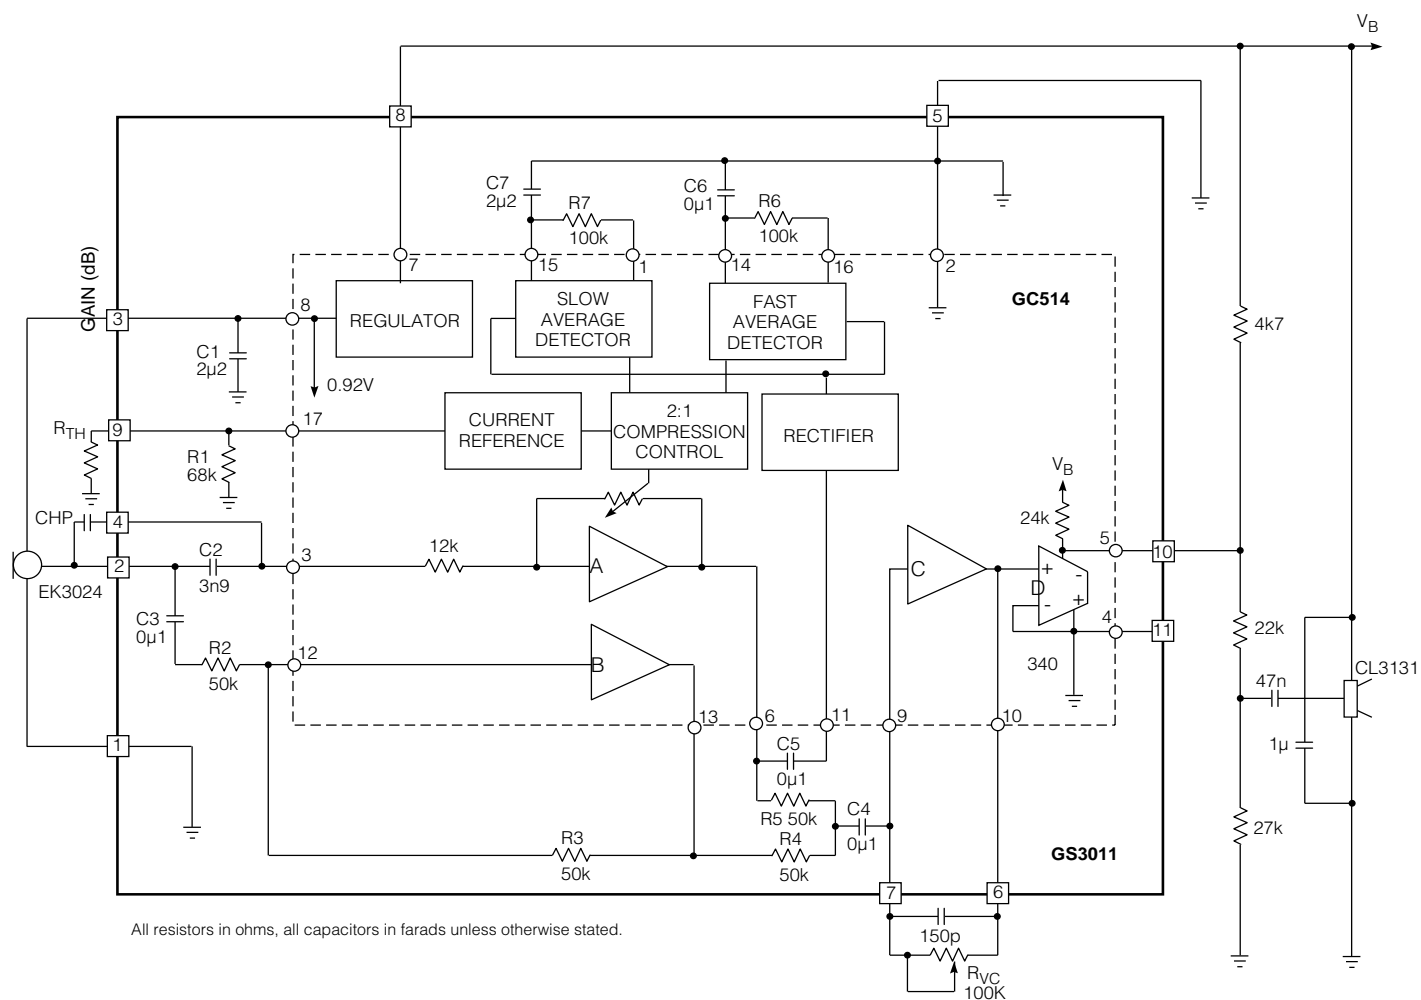 V_B
8
5
C7
2µ2
R7
100k
C6
0µ1
R6
100k
GAIN (dB)
7
15
1
14
16
2
GC514
3
8
REGULATOR
SLOW
AVERAGE
DETECTOR
FAST
AVERAGE
DETECTOR
4k7
C1
2µ2
0.92V
R_TH
9
17
R1
68k
CURRENT
REFERENCE
2:1
COMPRESSION
CONTROL
RECTIFIER
V_B
24k
CHP
4
2
C2
3n9
3
12k
A
C
+
-
D
-
+
5
10
EK3024
C3
0µ1
R2
50k
12
B
340
4
11
22k
47n
CL3131
1µ
1
13
6
11
9
10
C5
0µ1
R5 50k
C4
0µ1
R3
50k
R4
50k
27k
GS3011
7
6
150p
R_VC
100K
All resistors in ohms, all capacitors in farads unless otherwise stated.